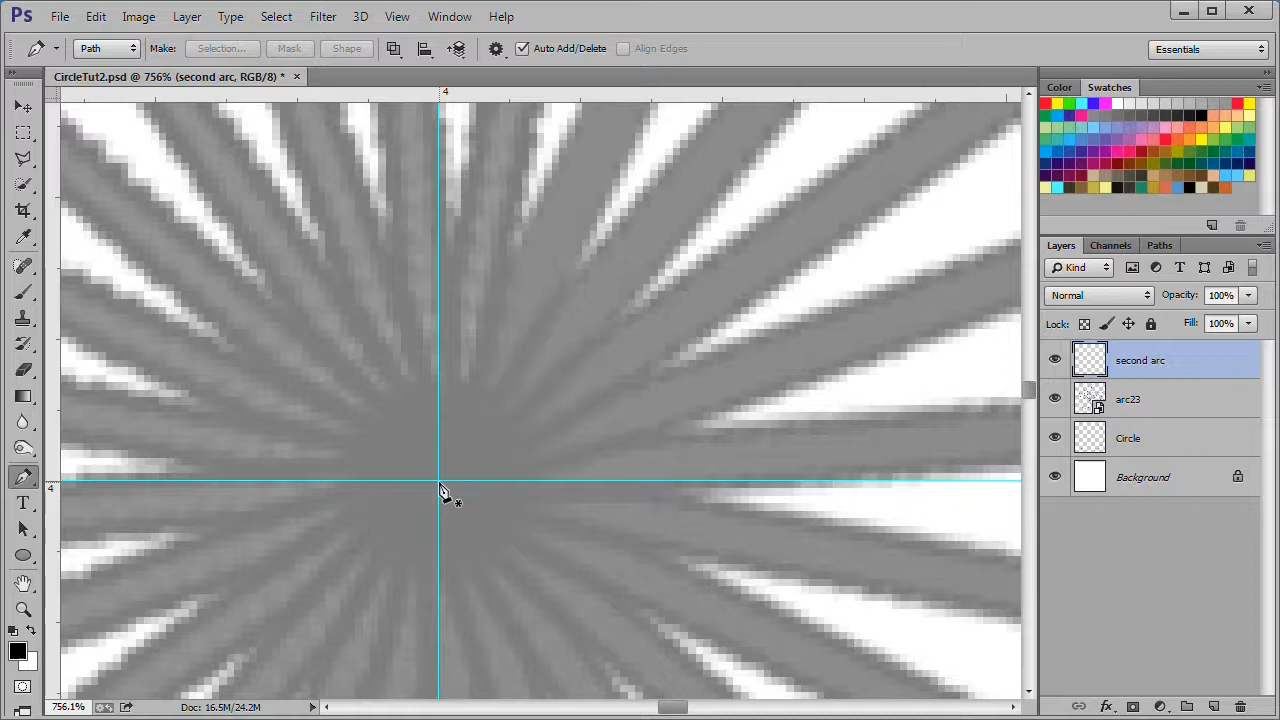 Ps File Edit Image Layer Type Select Filter 3D View Window Help
Path Make: Selection... Mask Shape Auto Add/Delete Align Edges Essentials
CircleTut2.psd @ 756% (second arc, RGB/8) * ×
4
4
Color Swatches
Layers Channels Paths
Kind
Normal Opacity: 100%
Lock: Fill: 100%
second arc
arc23
Circle
Background
756.1% Doc: 16.5M/24.2M